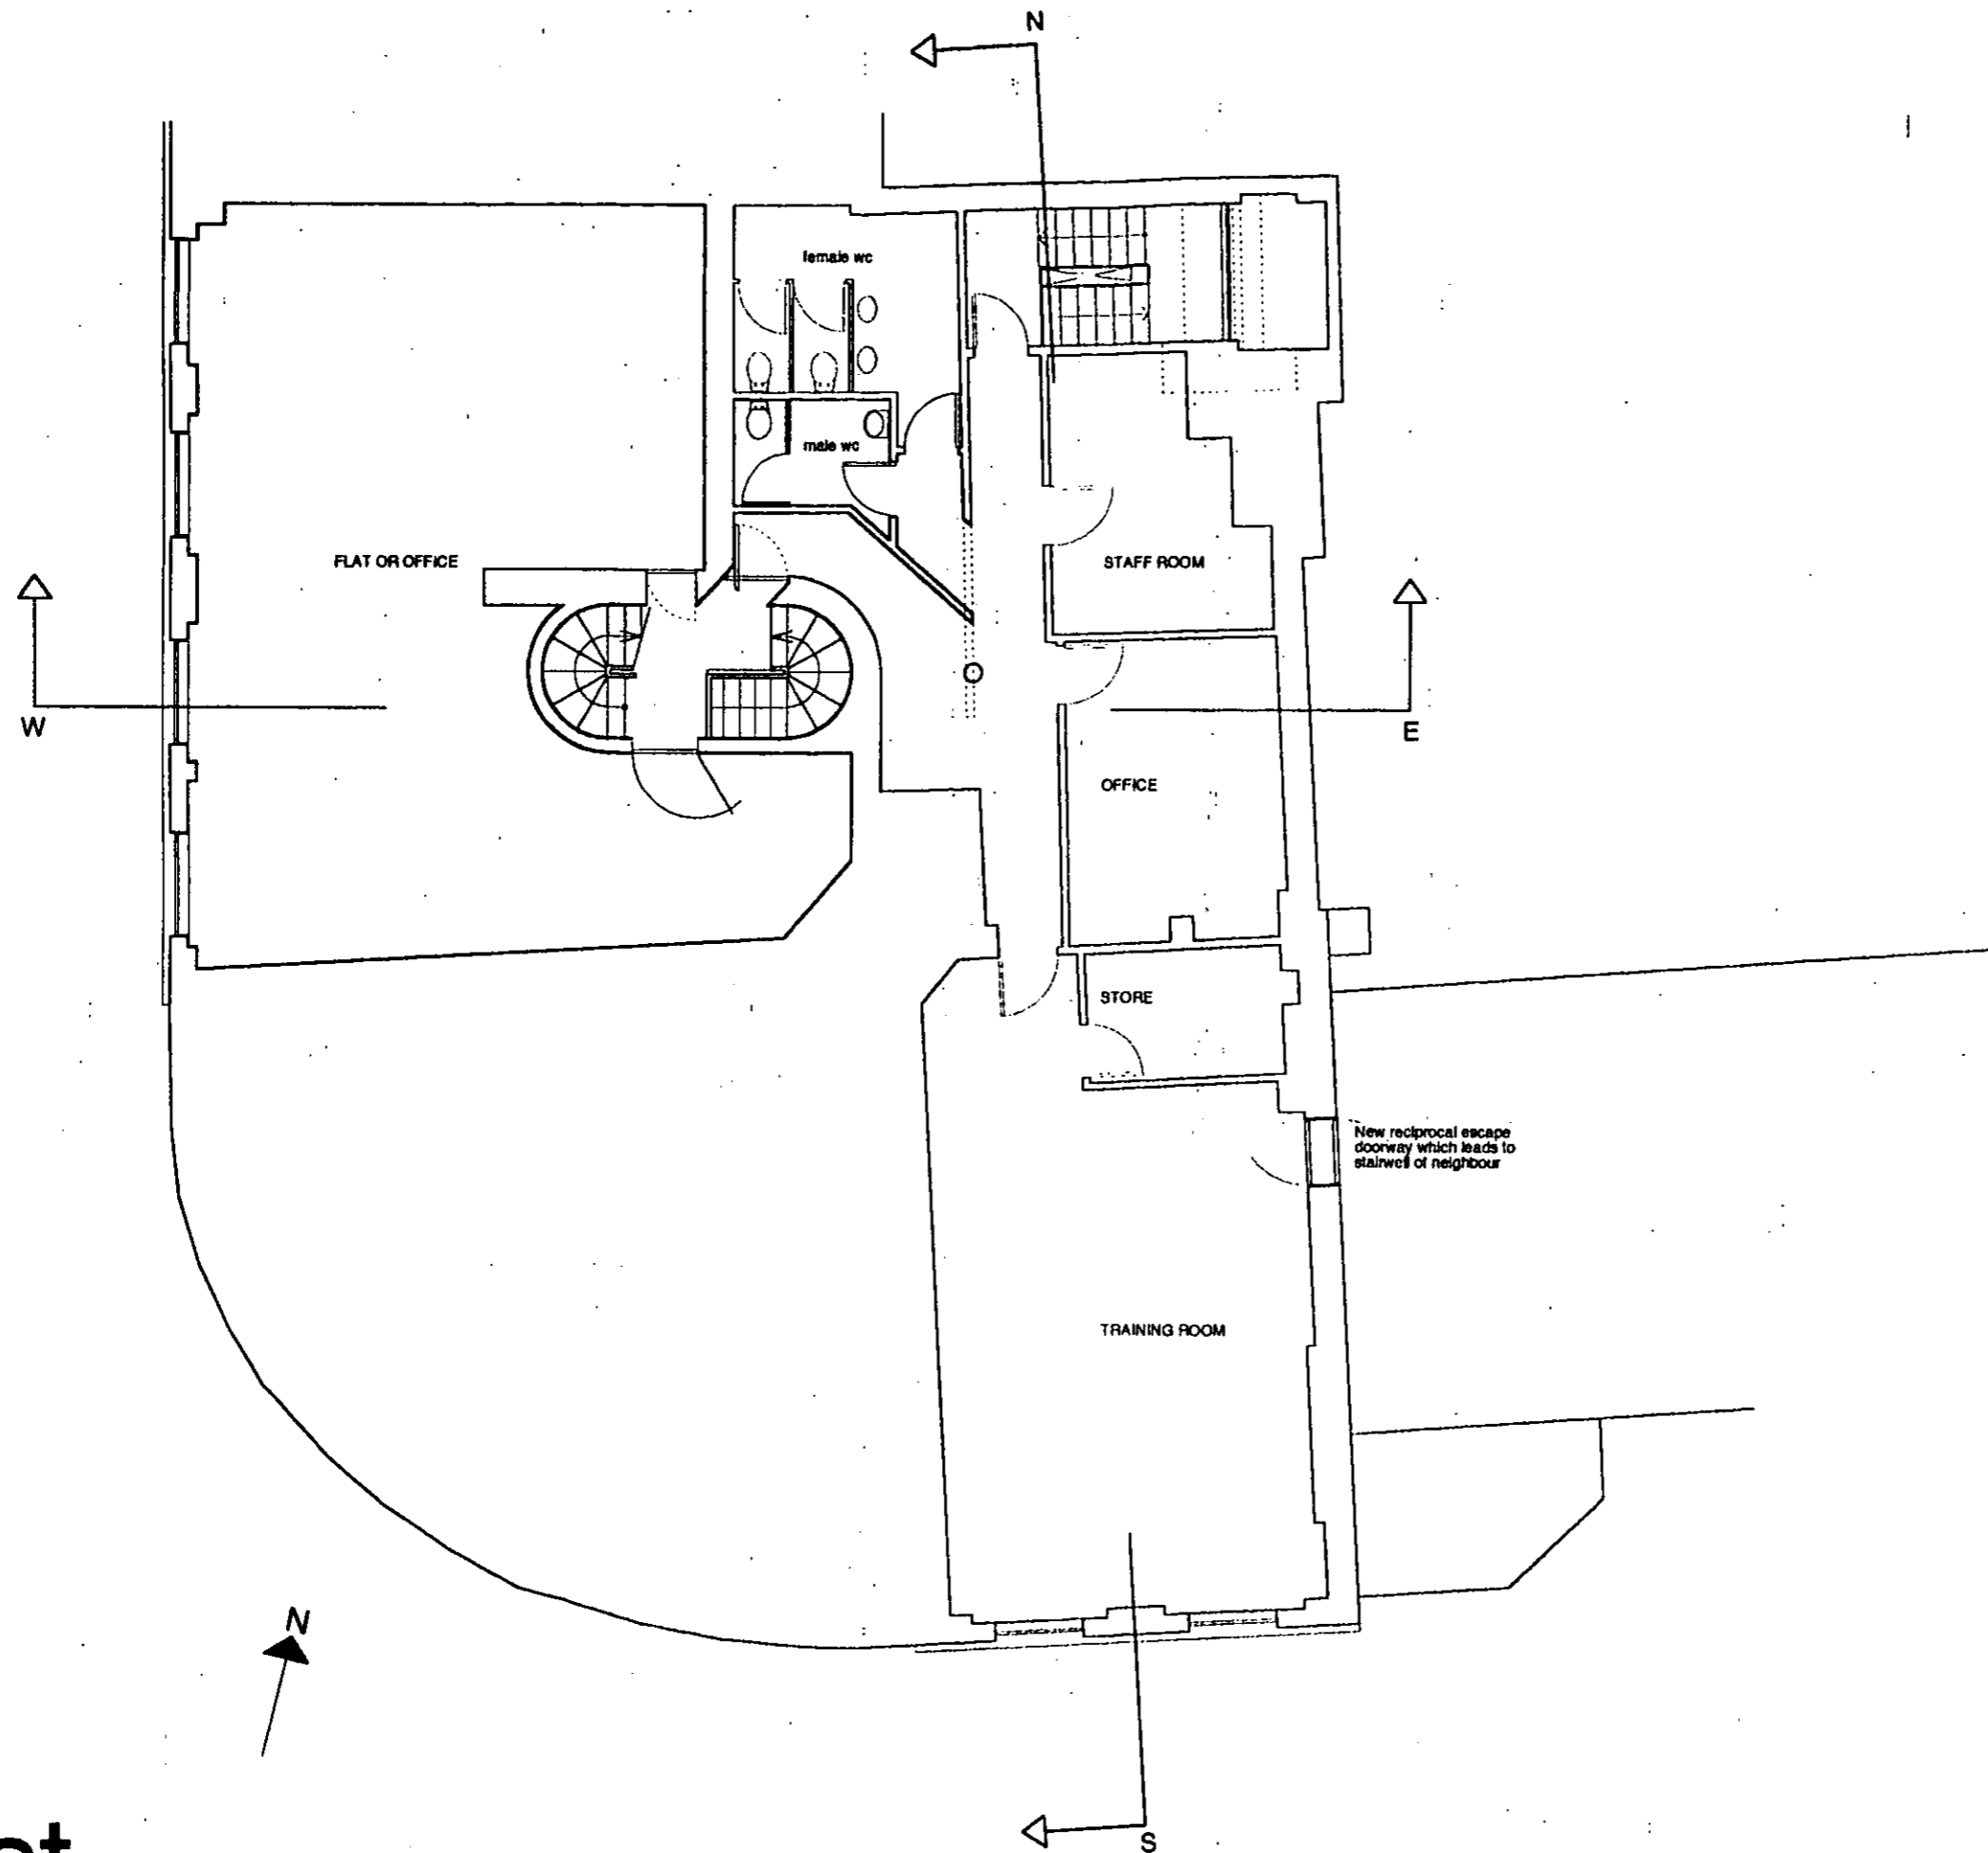 N
female wc
male wc
FLAT OR OFFICE
STAFF ROOM
W
E
OFFICE
STORE
New reciprocal escape
doorway which leads to
stairwell of neighbour
TRAINING ROOM
N
S